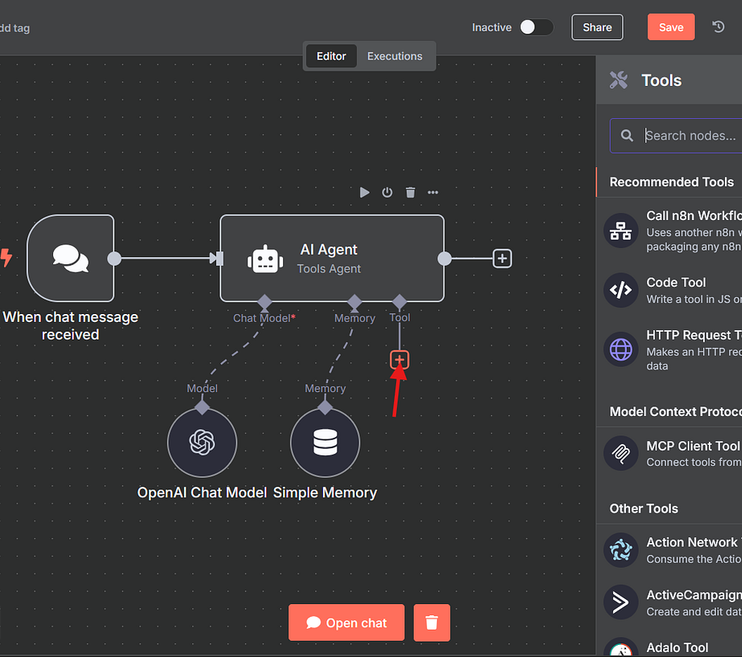 dd tag
Inactive
Share
Save
Editor
Executions
Tools
Search nodes...
Recommended Tools
Call n8n Workflo
Uses another n8n w
packaging any n8n
Code Tool
Write a tool in JS or
HTTP Request T
Makes an HTTP req
data
Model Context Protoco
MCP Client Tool
Connect tools from
Other Tools
Action Network
Consume the Actio
ActiveCampaign
Create and edit dat
Adalo Tool
When chat message
received
AI Agent
Tools Agent
Chat Model*
Memory
Tool
Model
Memory
OpenAI Chat Model
Simple Memory
Open chat